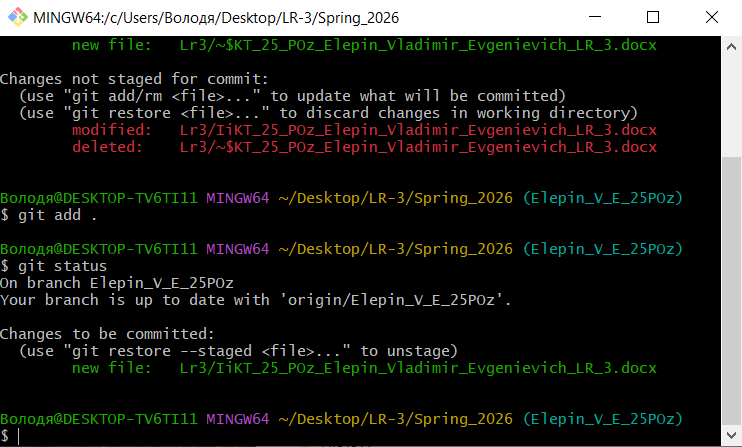 MINGW64:/c/Users/Володя/Desktop/LR-3/Spring_2026
new file:   Lr3/~$KT_25_POz_Elepin_Vladimir_Evgenievich_LR_3.docx
Changes not staged for commit:
(use "git add/rm <file>..." to update what will be committed)
(use "git restore <file>..." to discard changes in working directory)
modified:   Lr3/IiKT_25_POz_Elepin_Vladimir_Evgenievich_LR_3.docx
deleted:    Lr3/~$KT_25_POz_Elepin_Vladimir_Evgenievich_LR_3.docx
Володя@DESKTOP-TV6TI11 MINGW64 ~/Desktop/LR-3/Spring_2026 (Elepin_V_E_25POz)
$ git add .
Володя@DESKTOP-TV6TI11 MINGW64 ~/Desktop/LR-3/Spring_2026 (Elepin_V_E_25POz)
$ git status
On branch Elepin_V_E_25POz
Your branch is up to date with 'origin/Elepin_V_E_25POz'.
Changes to be committed:
(use "git restore --staged <file>..." to unstage)
new file:   Lr3/IiKT_25_POz_Elepin_Vladimir_Evgenievich_LR_3.docx
Володя@DESKTOP-TV6TI11 MINGW64 ~/Desktop/LR-3/Spring_2026 (Elepin_V_E_25POz)
$